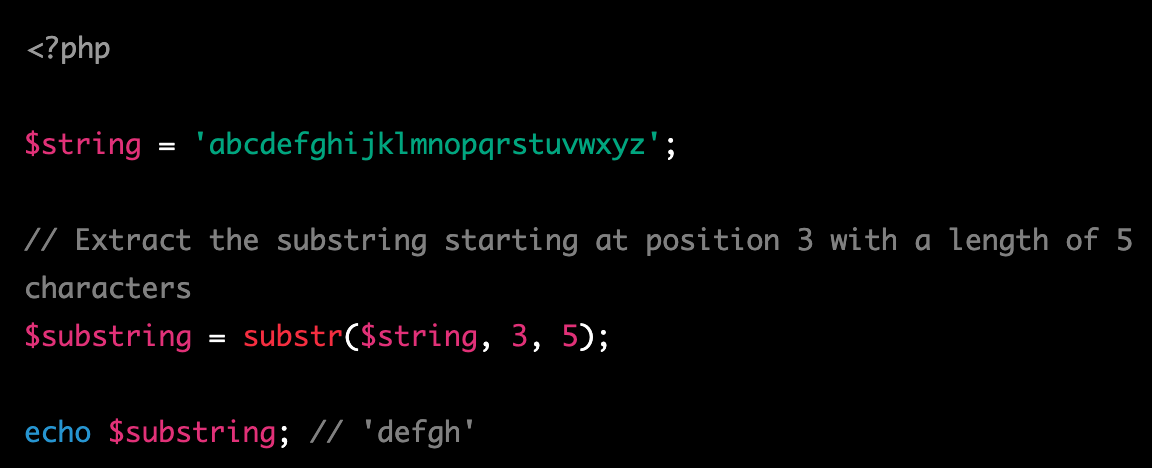 <?php
$string = 'abcdefghijklmnopqrstuvwxyz';
// Extract the substring starting at position 3 with a length of 5
characters
$substring = substr($string, 3, 5);
echo $substring; // 'defgh'